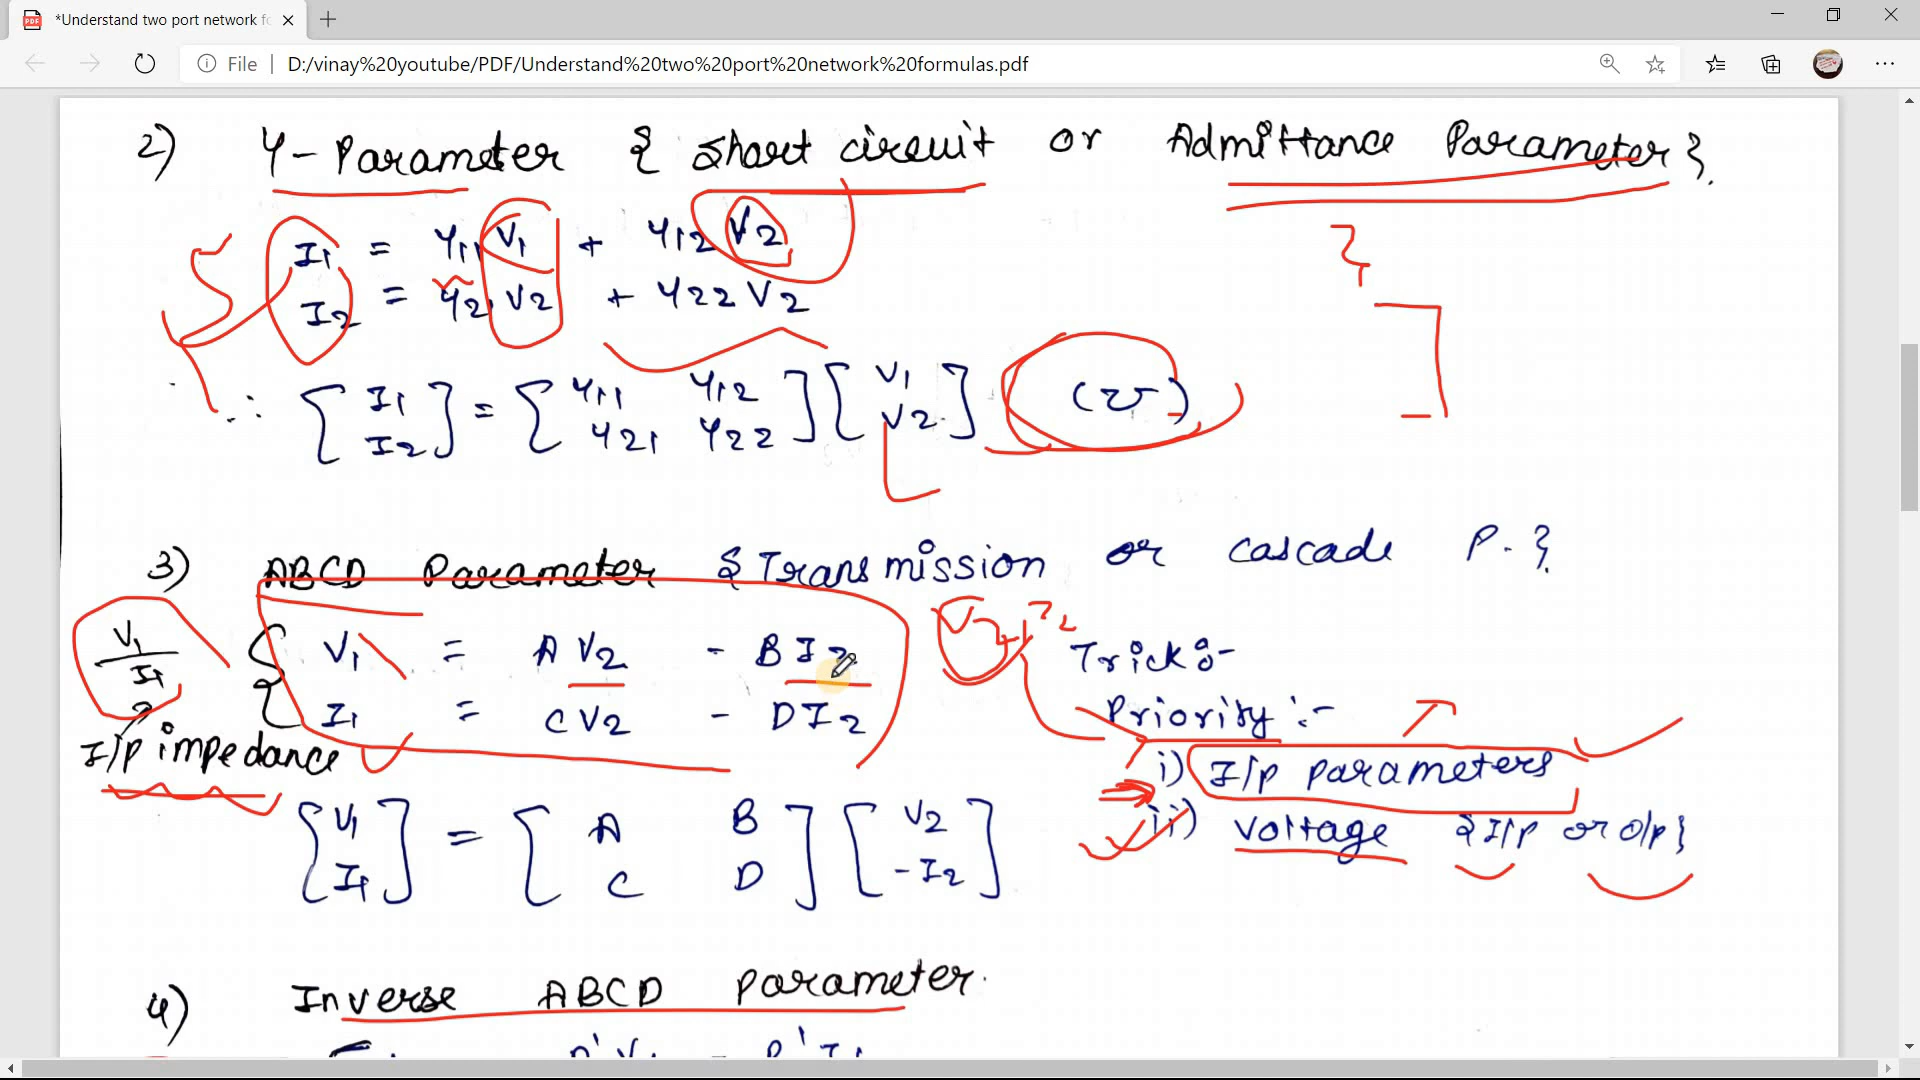 *Understand two port network fo
File | D:/vinay%20youtube/PDF/Understand%20two%20port%20network%20formulas.pdf
2) Y-Parameter { Short circuit or Admittance Parameter }.
I1 = Y11 V1 + Y12 V2
I2 = Y21 V2 + Y22 V2
∴ [ I1 I2 ] = [ Y11 Y12 Y21 Y22 ] [ V1 V2 ] (℧)
3) ABCD Parameter { Transmission or cascade P. }
V1 = A V2 - B I2
I1 = C V2 - D I2
V1 / I1
I/p impedance
V2 I2
Trick :-
Priority :-
i) I/p parameters
ii) Voltage { I/p or o/p }
[ V1 I1 ] = [ A B C D ] [ V2 -I2 ]
4) Inverse ABCD parameter.